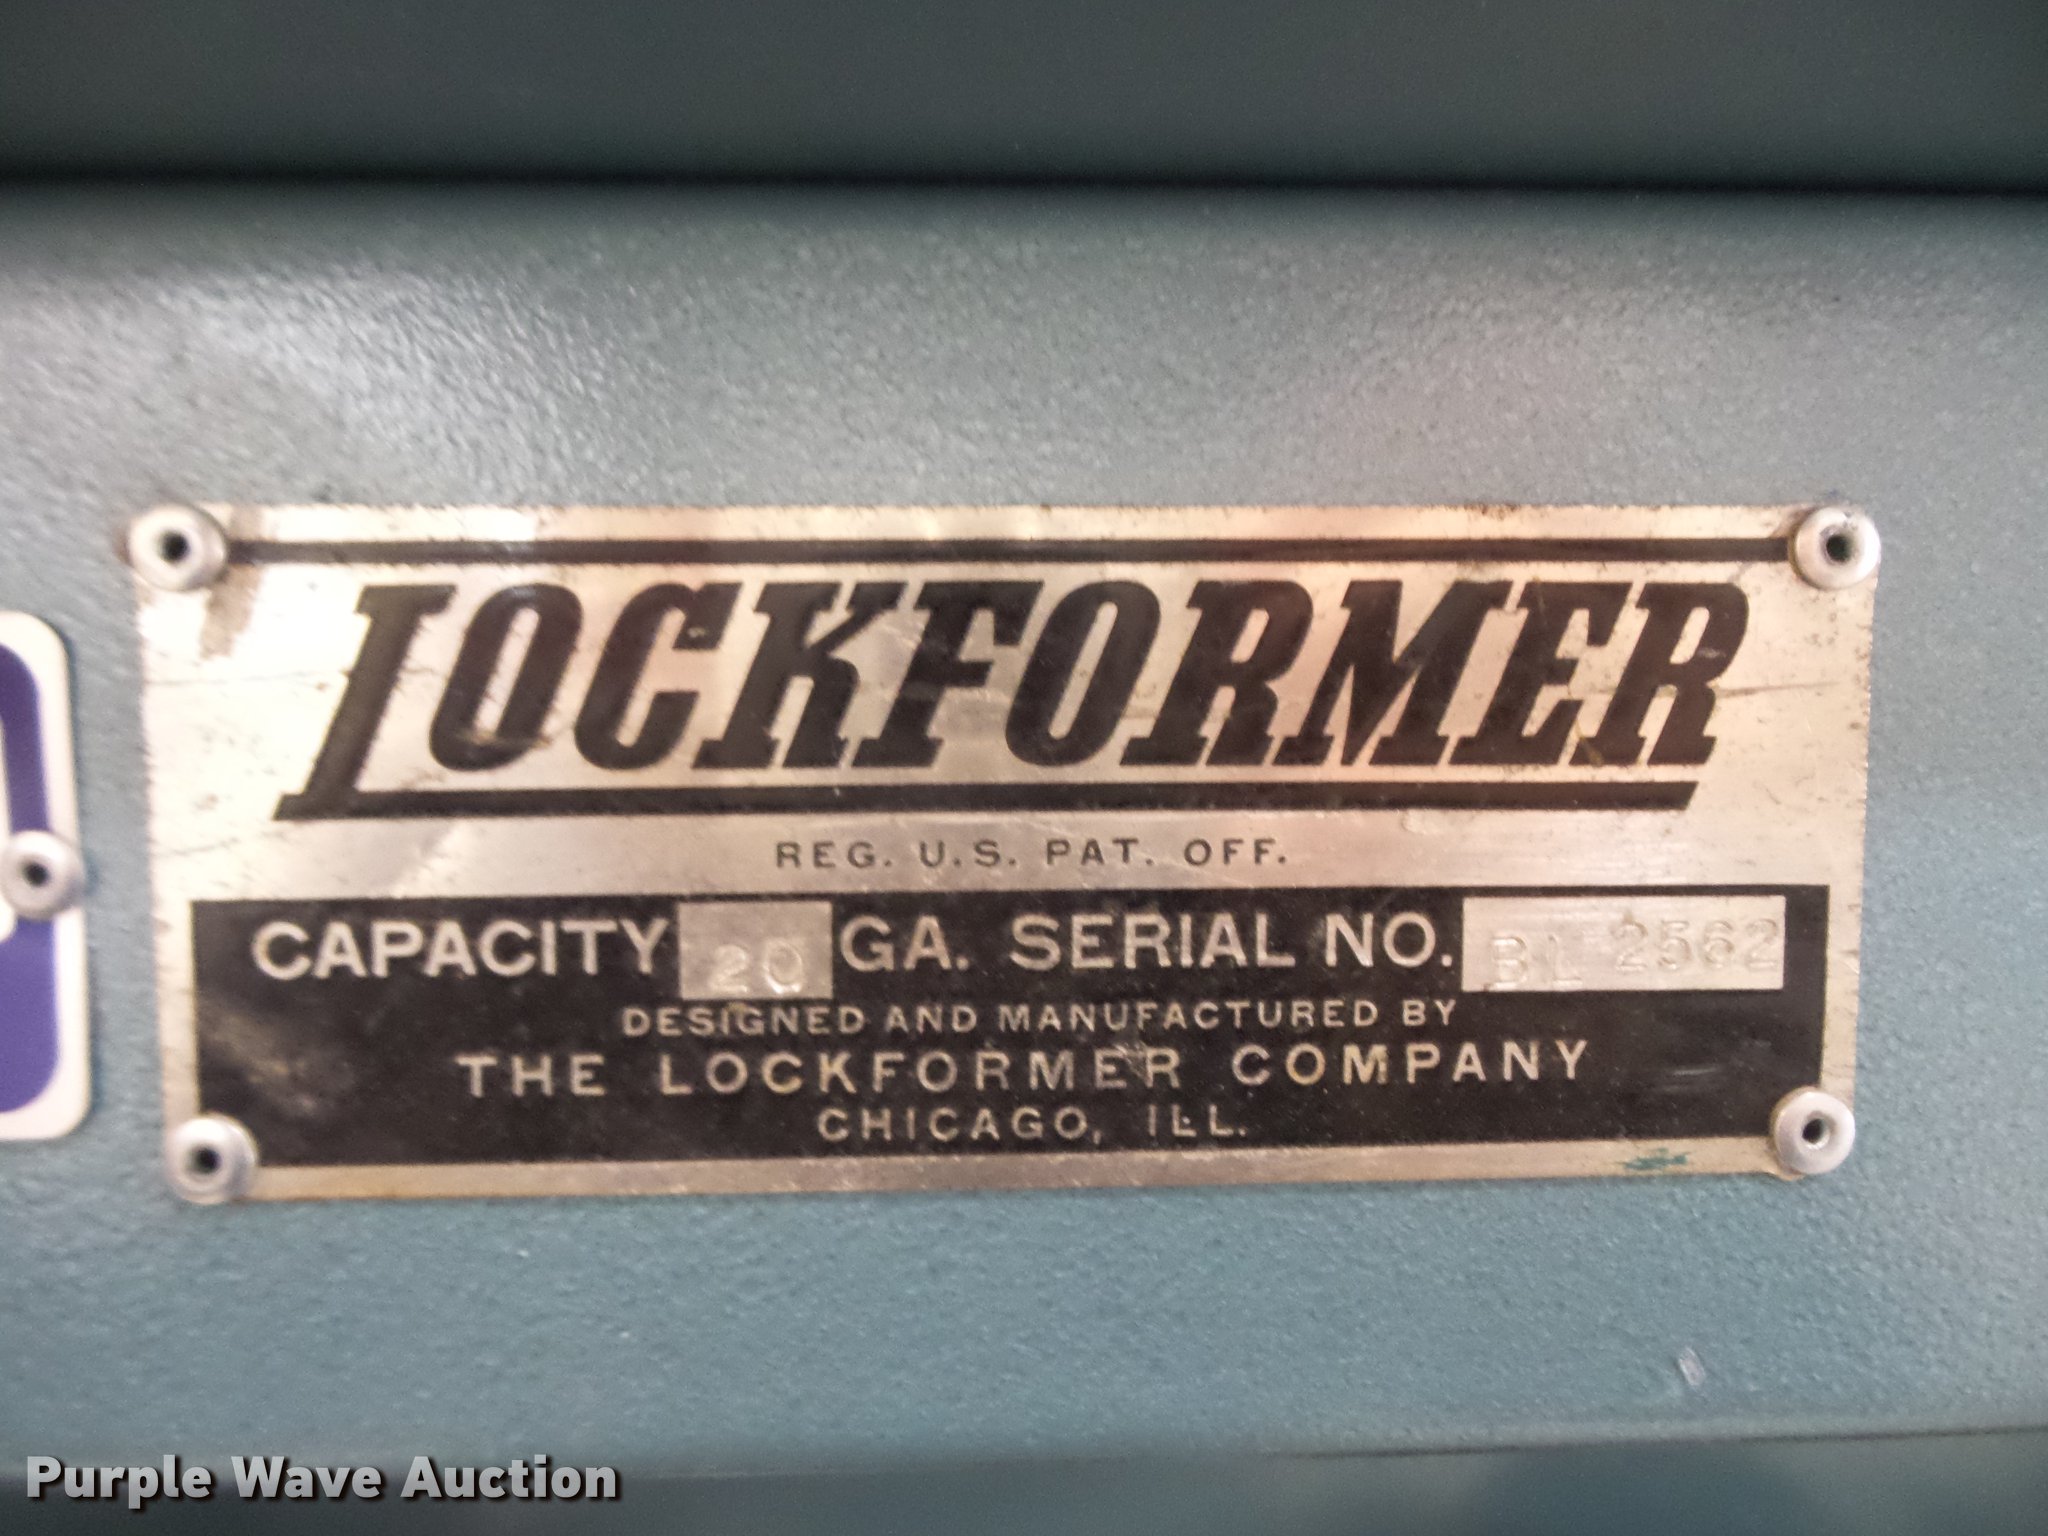 LOCKFORMER
REG. U.S. PAT. OFF.
CAPACITY 20 GA. SERIAL NO. BL 2562
DESIGNED AND MANUFACTURED BY
THE LOCKFORMER COMPANY
CHICAGO, ILL.
Purple Wave Auction